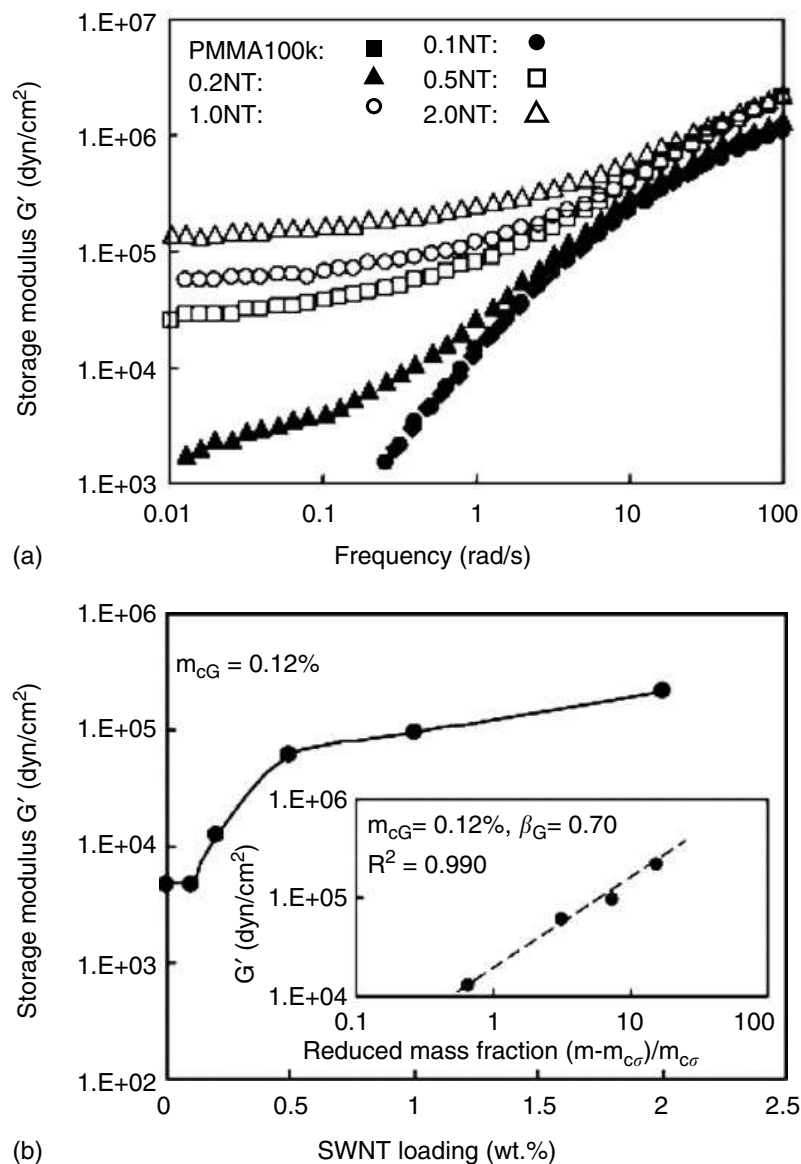 1.E+07
PMMA100k: ■ 0.1NT: ●
0.2NT: ▲ 0.5NT: □
1.0NT: ○ 2.0NT: △
1.E+06
1.E+05
1.E+04
1.E+03
Storage modulus G′ (dyn/cm²)
0.01 0.1 1 10 100
(a) Frequency (rad/s)
1.E+06
m_cG = 0.12%
1.E+05
1.E+04
1.E+03
1.E+02
Storage modulus G′ (dyn/cm²)
1.E+06
m_cG= 0.12%, β_G= 0.70
R² = 0.990
1.E+05
1.E+04
G′ (dyn/cm²)
0.1 1 10 100
Reduced mass fraction (m-m_cσ)/m_cσ
0 0.5 1 1.5 2 2.5
(b) SWNT loading (wt.%)